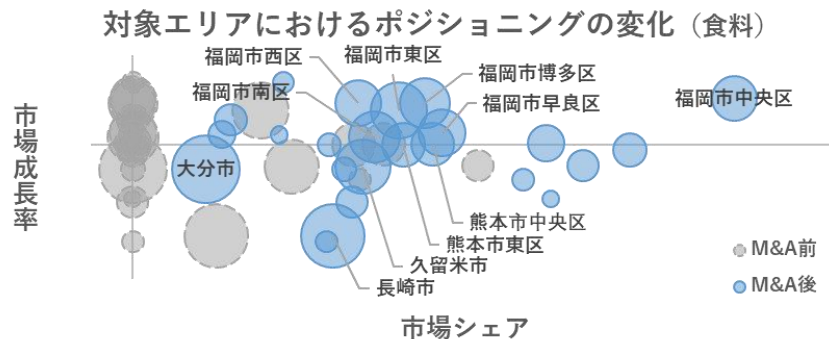 対象エリアにおけるポジショニングの変化（食料）
福岡市西区
福岡市東区
福岡市博多区
福岡市南区
福岡市早良区
福岡市中央区
市場成長率
大分市
熊本市中央区
熊本市東区
久留米市
長崎市
M&A前
M&A後
市場シェア